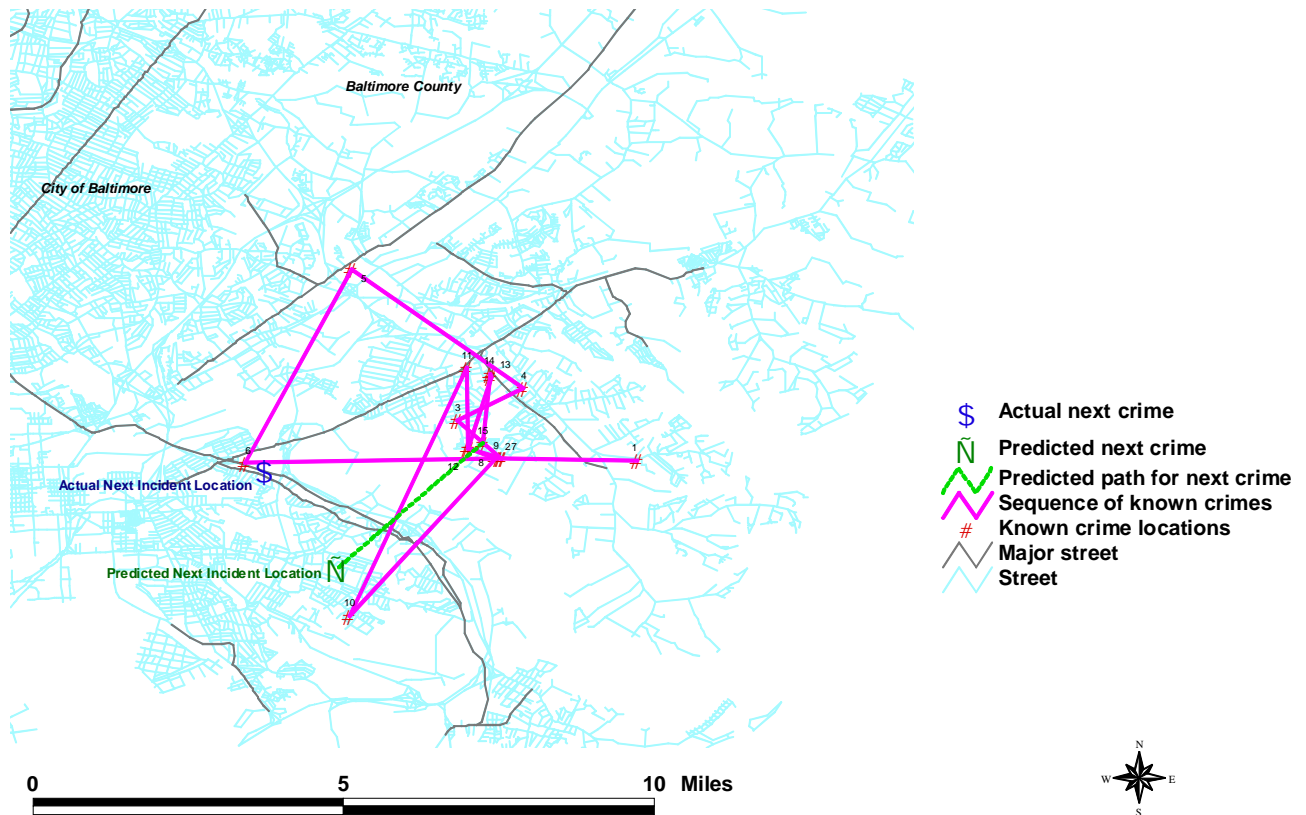 Baltimore County
City of Baltimore
5
11
14
13
4
3
15
9
27
1
6
12
8
Actual Next Incident Location
$
Predicted Next Incident Location
Ñ
10
$ Actual next crime
Ñ Predicted next crime
Predicted path for next crime
Sequence of known crimes
# Known crime locations
Major street
Street
0 5 10 Miles
N
W E
S